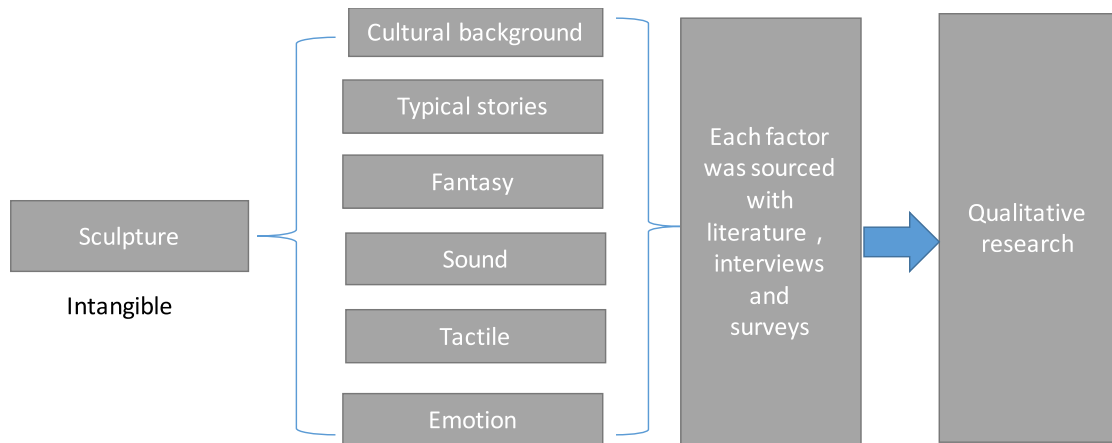 Sculpture
Intangible
Cultural background
Typical stories
Fantasy
Sound
Tactile
Emotion
Each factor
was sourced
with
literature ,
interviews
and
surveys
Qualitative
research